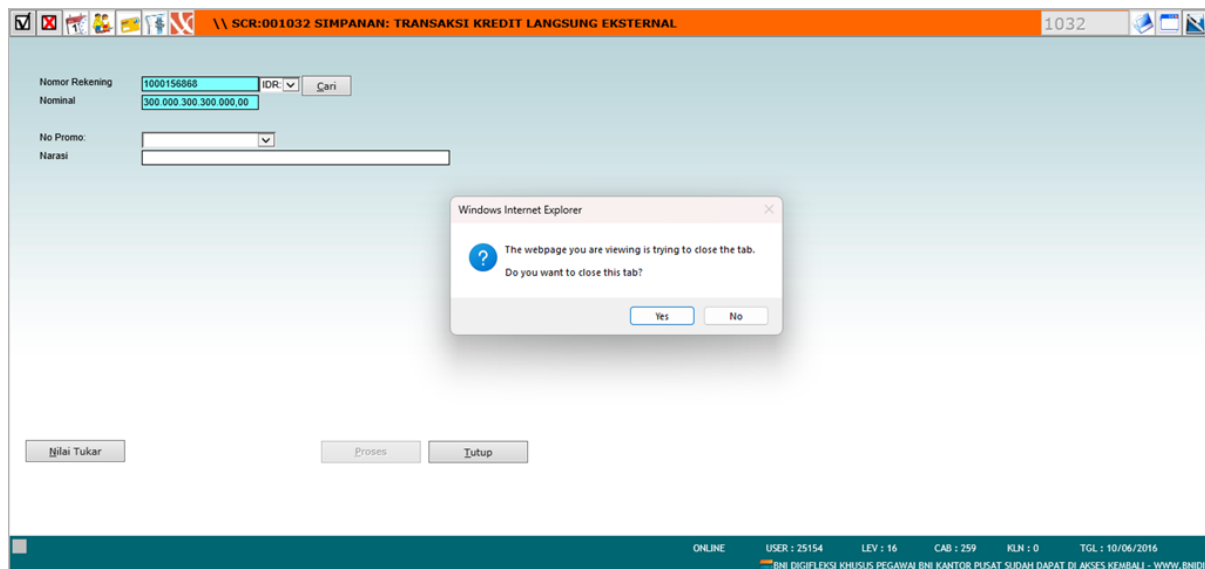 \\ SCR:001032 SIMPANAN: TRANSAKSI KREDIT LANGSUNG EKSTERNAL
1032
Nomor Rekening 1000156868 IDR: Cari
Nominal 300.000.300.300.000,00
No Promo:
Narasi
Windows Internet Explorer
The webpage you are viewing is trying to close the tab.
Do you want to close this tab?
Yes No
Nilai Tukar Proses Tutup
ONLINE USER : 25154 LEV : 16 CAB : 259 KLN : 0 TGL : 10/06/2016
BNI DIGIFLEKSI KHUSUS PEGAWAI BNI KANTOR PUSAT SUDAH DAPAT DI AKSES KEMBALI - WWW.BNIDI